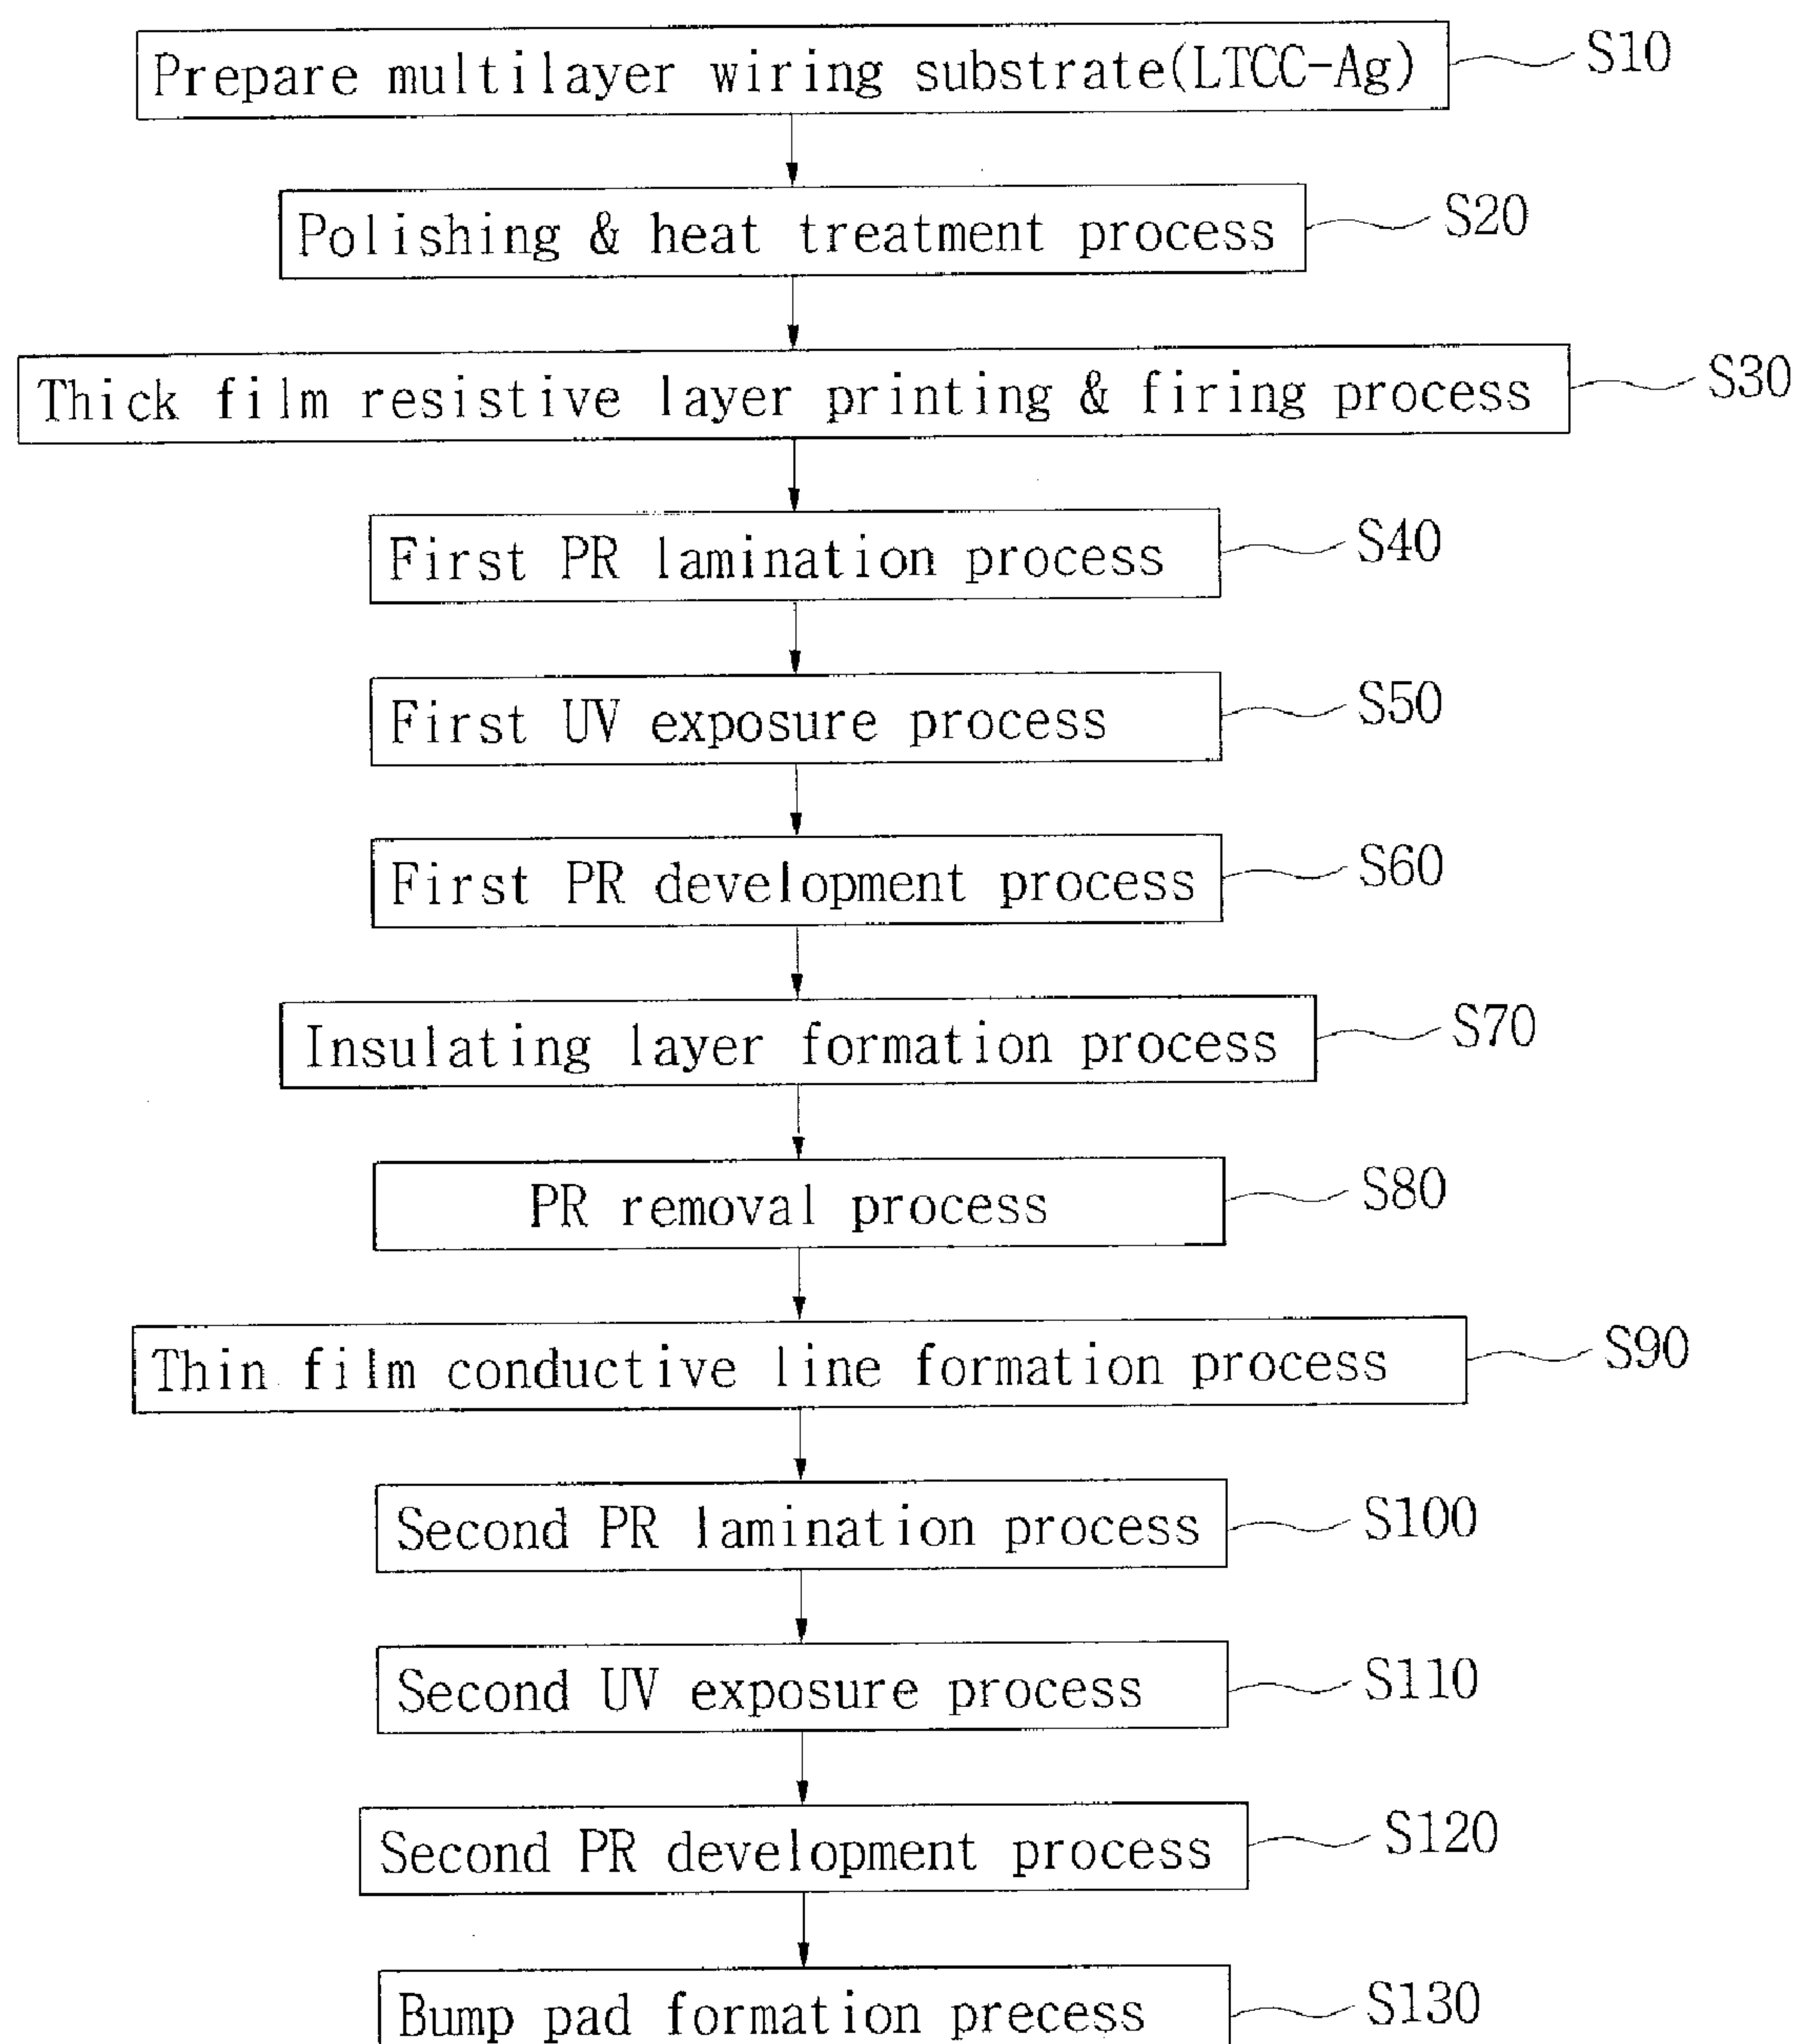 Prepare multilayer wiring substrate(LTCC-Ag) S10
Polishing & heat treatment process S20
Thick film resistive layer printing & firing process S30
First PR lamination process S40
First UV exposure process S50
First PR development process S60
Insulating layer formation process S70
PR removal process S80
Thin film conductive line formation process S90
Second PR lamination process S100
Second UV exposure process S110
Second PR development process S120
Bump pad formation precess S130